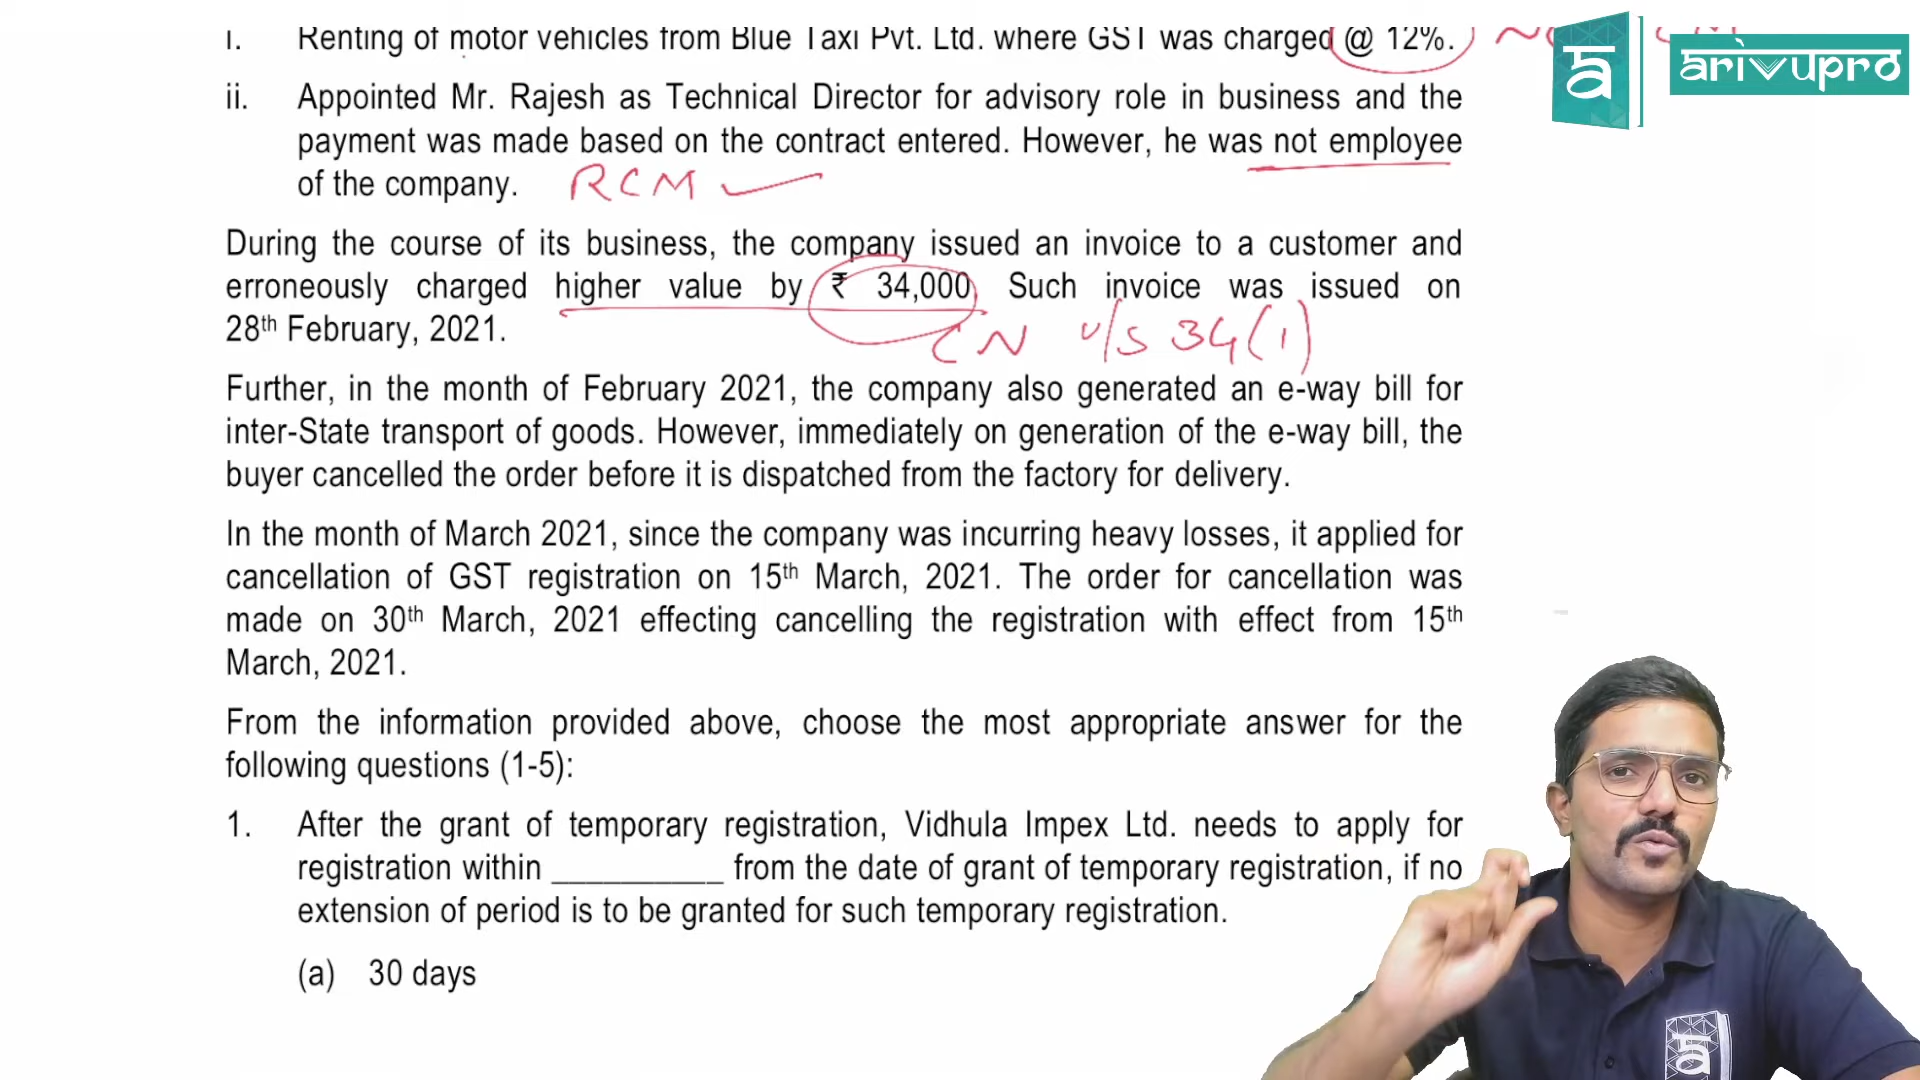 i. Renting of motor vehicles from Blue Taxi Pvt. Ltd. where GST was charged @ 12%.
arivupro
ii. Appointed Mr. Rajesh as Technical Director for advisory role in business and the
payment was made based on the contract entered. However, he was not employee
of the company. RCM
During the course of its business, the company issued an invoice to a customer and
erroneously charged higher value by ₹ 34,000 Such invoice was issued on
28th February, 2021.
CN u/s 34(1)
Further, in the month of February 2021, the company also generated an e-way bill for
inter-State transport of goods. However, immediately on generation of the e-way bill, the
buyer cancelled the order before it is dispatched from the factory for delivery.
In the month of March 2021, since the company was incurring heavy losses, it applied for
cancellation of GST registration on 15th March, 2021. The order for cancellation was
made on 30th March, 2021 effecting cancelling the registration with effect from 15th
March, 2021.
From the information provided above, choose the most appropriate answer for the
following questions (1-5):
1. After the grant of temporary registration, Vidhula Impex Ltd. needs to apply for
registration within __________ from the date of grant of temporary registration, if no
extension of period is to be granted for such temporary registration.
(a) 30 days